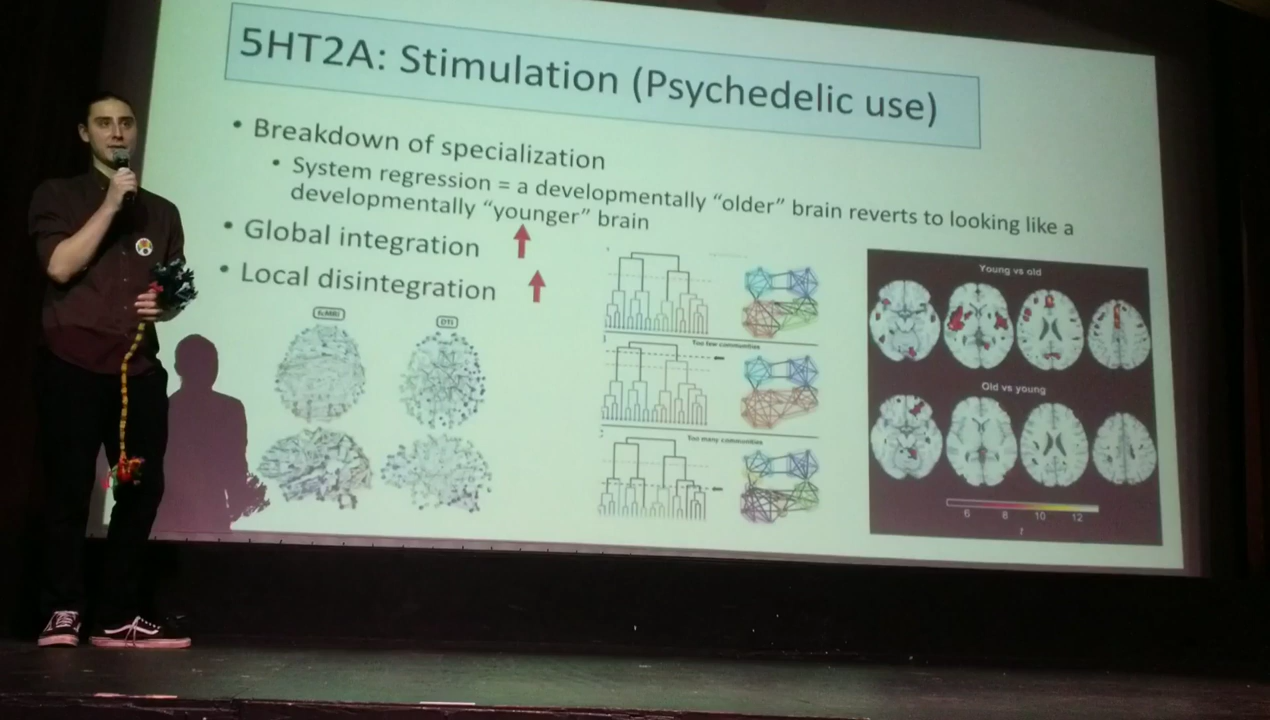 5HT2A: Stimulation (Psychedelic use)
• Breakdown of specialization
• System regression = a developmentally “older” brain reverts to looking like a
developmentally “younger” brain
• Global integration
• Local disintegration
fcMRI
DTI
Too few communities
Too many communities
Young vs old
Old vs young
6 8 10 12
t